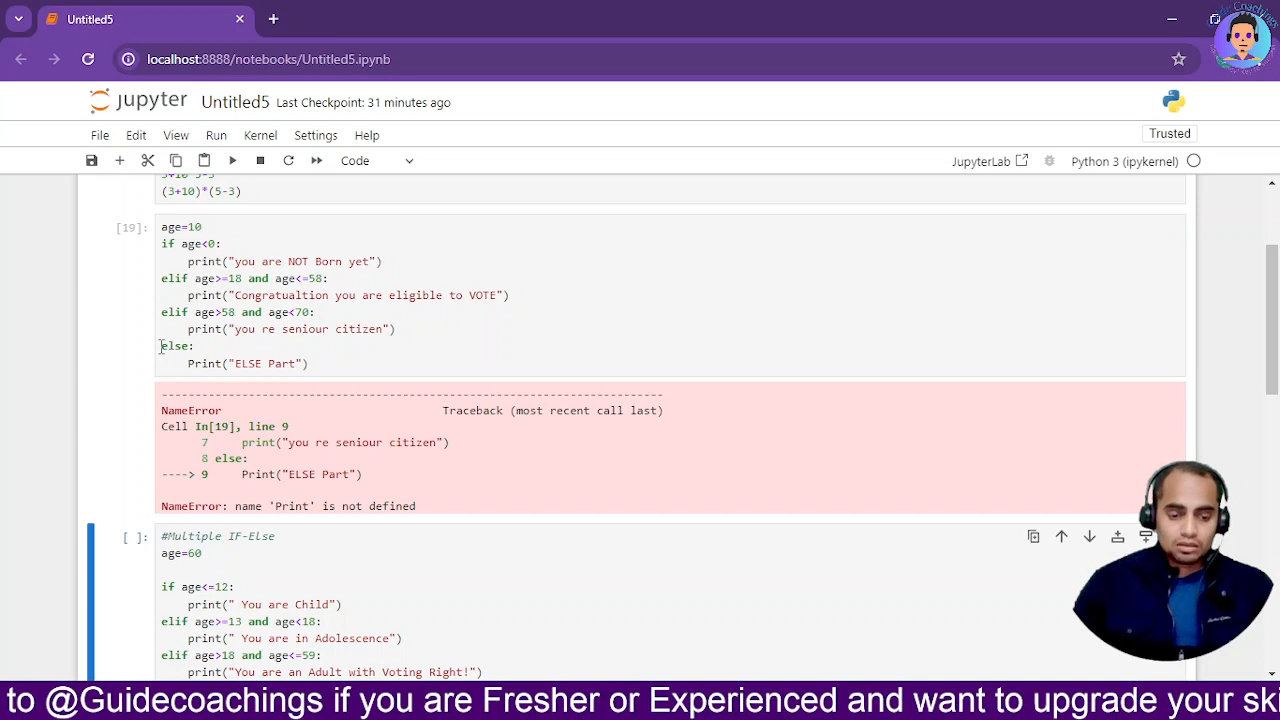 Untitled5
localhost:8888/notebooks/Untitled5.ipynb
jupyter Untitled5 Last Checkpoint: 31 minutes ago
File Edit View Run Kernel Settings Help
Trusted
Code
JupyterLab
Python 3 (ipykernel)
(3+10)*(5-3)
[19]:
age=10
if age<0:
print("you are NOT Born yet")
elif age>=18 and age<=58:
print("Congratualtion you are eligible to VOTE")
elif age>58 and age<70:
print("you re seniour citizen")
else:
Print("ELSE Part")
---------------------------------------------------------------------------
NameError Traceback (most recent call last)
Cell In[19], line 9
7 print("you re seniour citizen")
8 else:
----> 9 Print("ELSE Part")
NameError: name 'Print' is not defined
[ ]:
#Multiple IF-Else
age=60
if age<=12:
print(" You are Child")
elif age>=13 and age<18:
print(" You are in Adolescence")
elif age>18 and age<=59:
print("You are an Adult with Voting Right!")
to @Guidecoachings if you are Fresher or Experienced and want to upgrade your ski